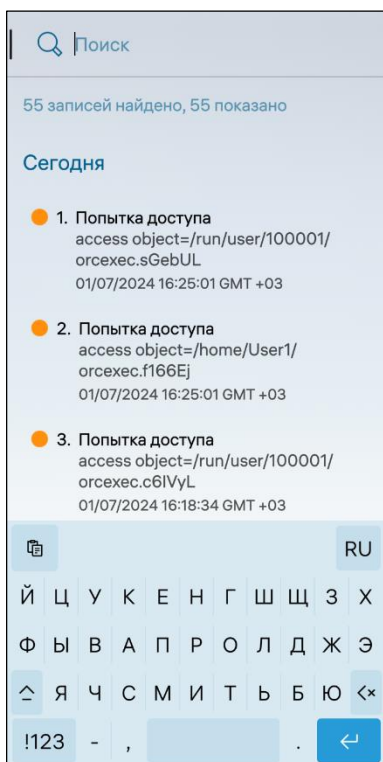 Поиск
55 записей найдено, 55 показано
Сегодня
1. Попытка доступа
access object=/run/user/100001/
orcexec.sGebUL
01/07/2024 16:25:01 GMT +03
2. Попытка доступа
access object=/home/User1/
orcexec.f166Ej
01/07/2024 16:25:01 GMT +03
3. Попытка доступа
access object=/run/user/100001/
orcexec.c6IVyL
01/07/2024 16:18:34 GMT +03
RU
Й Ц У К Е Н Г Ш Щ З Х
Ф Ы В А П Р О Л Д Ж Э
Я Ч С М И Т Ь Б Ю
!123 - , .